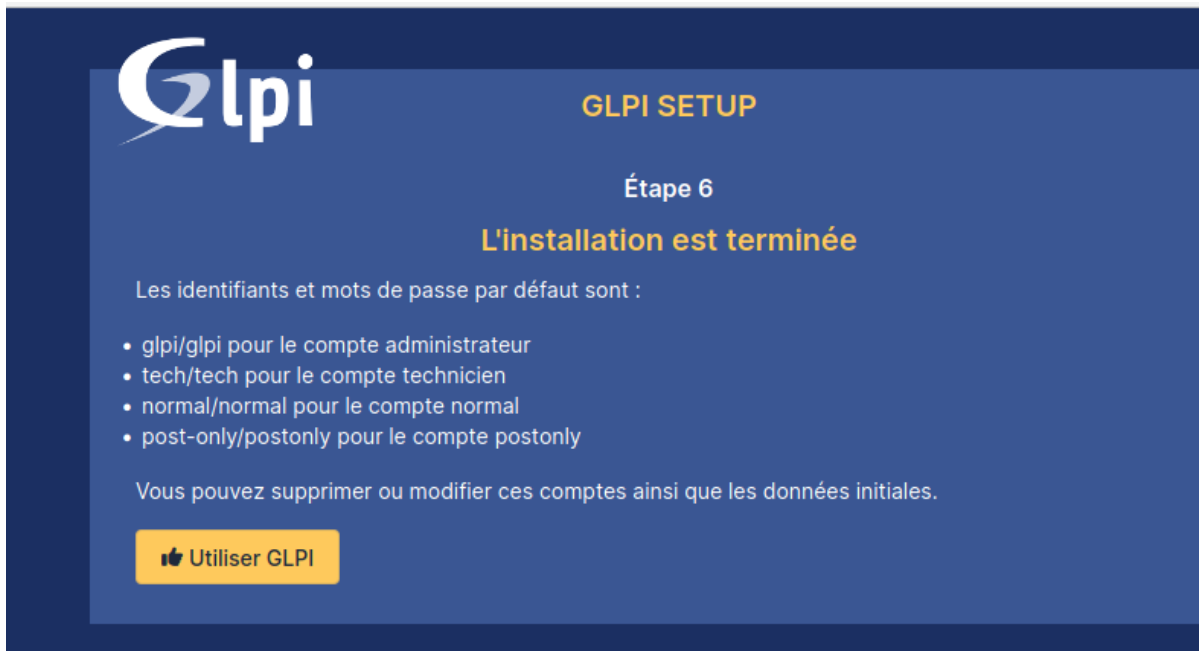 Glpi
GLPI SETUP
Étape 6
L'installation est terminée
Les identifiants et mots de passe par défaut sont :
• glpi/glpi pour le compte administrateur
• tech/tech pour le compte technicien
• normal/normal pour le compte normal
• post-only/postonly pour le compte postonly
Vous pouvez supprimer ou modifier ces comptes ainsi que les données initiales.
Utiliser GLPI